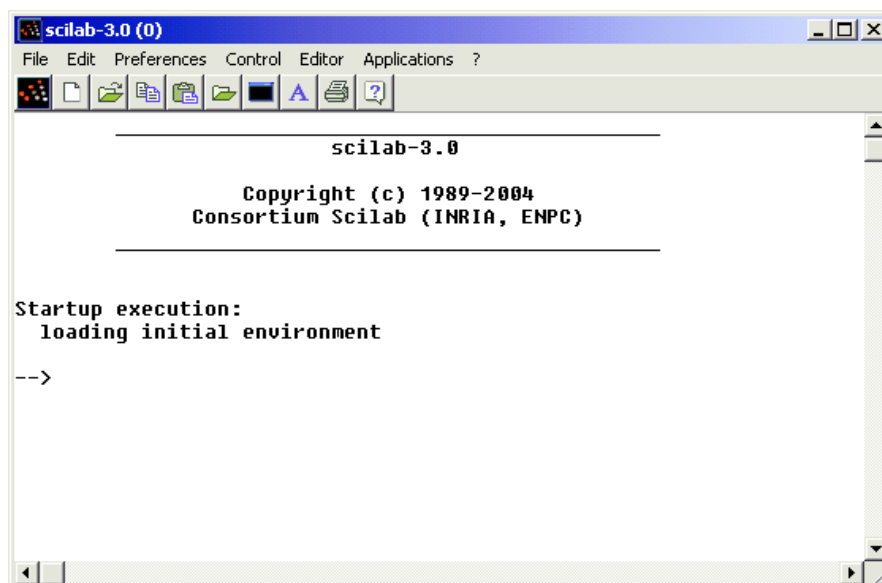 scilab-3.0 (0)
File Edit Preferences Control Editor Applications ?
A ?
scilab-3.0
Copyright (c) 1989-2004
Consortium Scilab (INRIA, ENPC)
Startup execution:
loading initial environment
-->